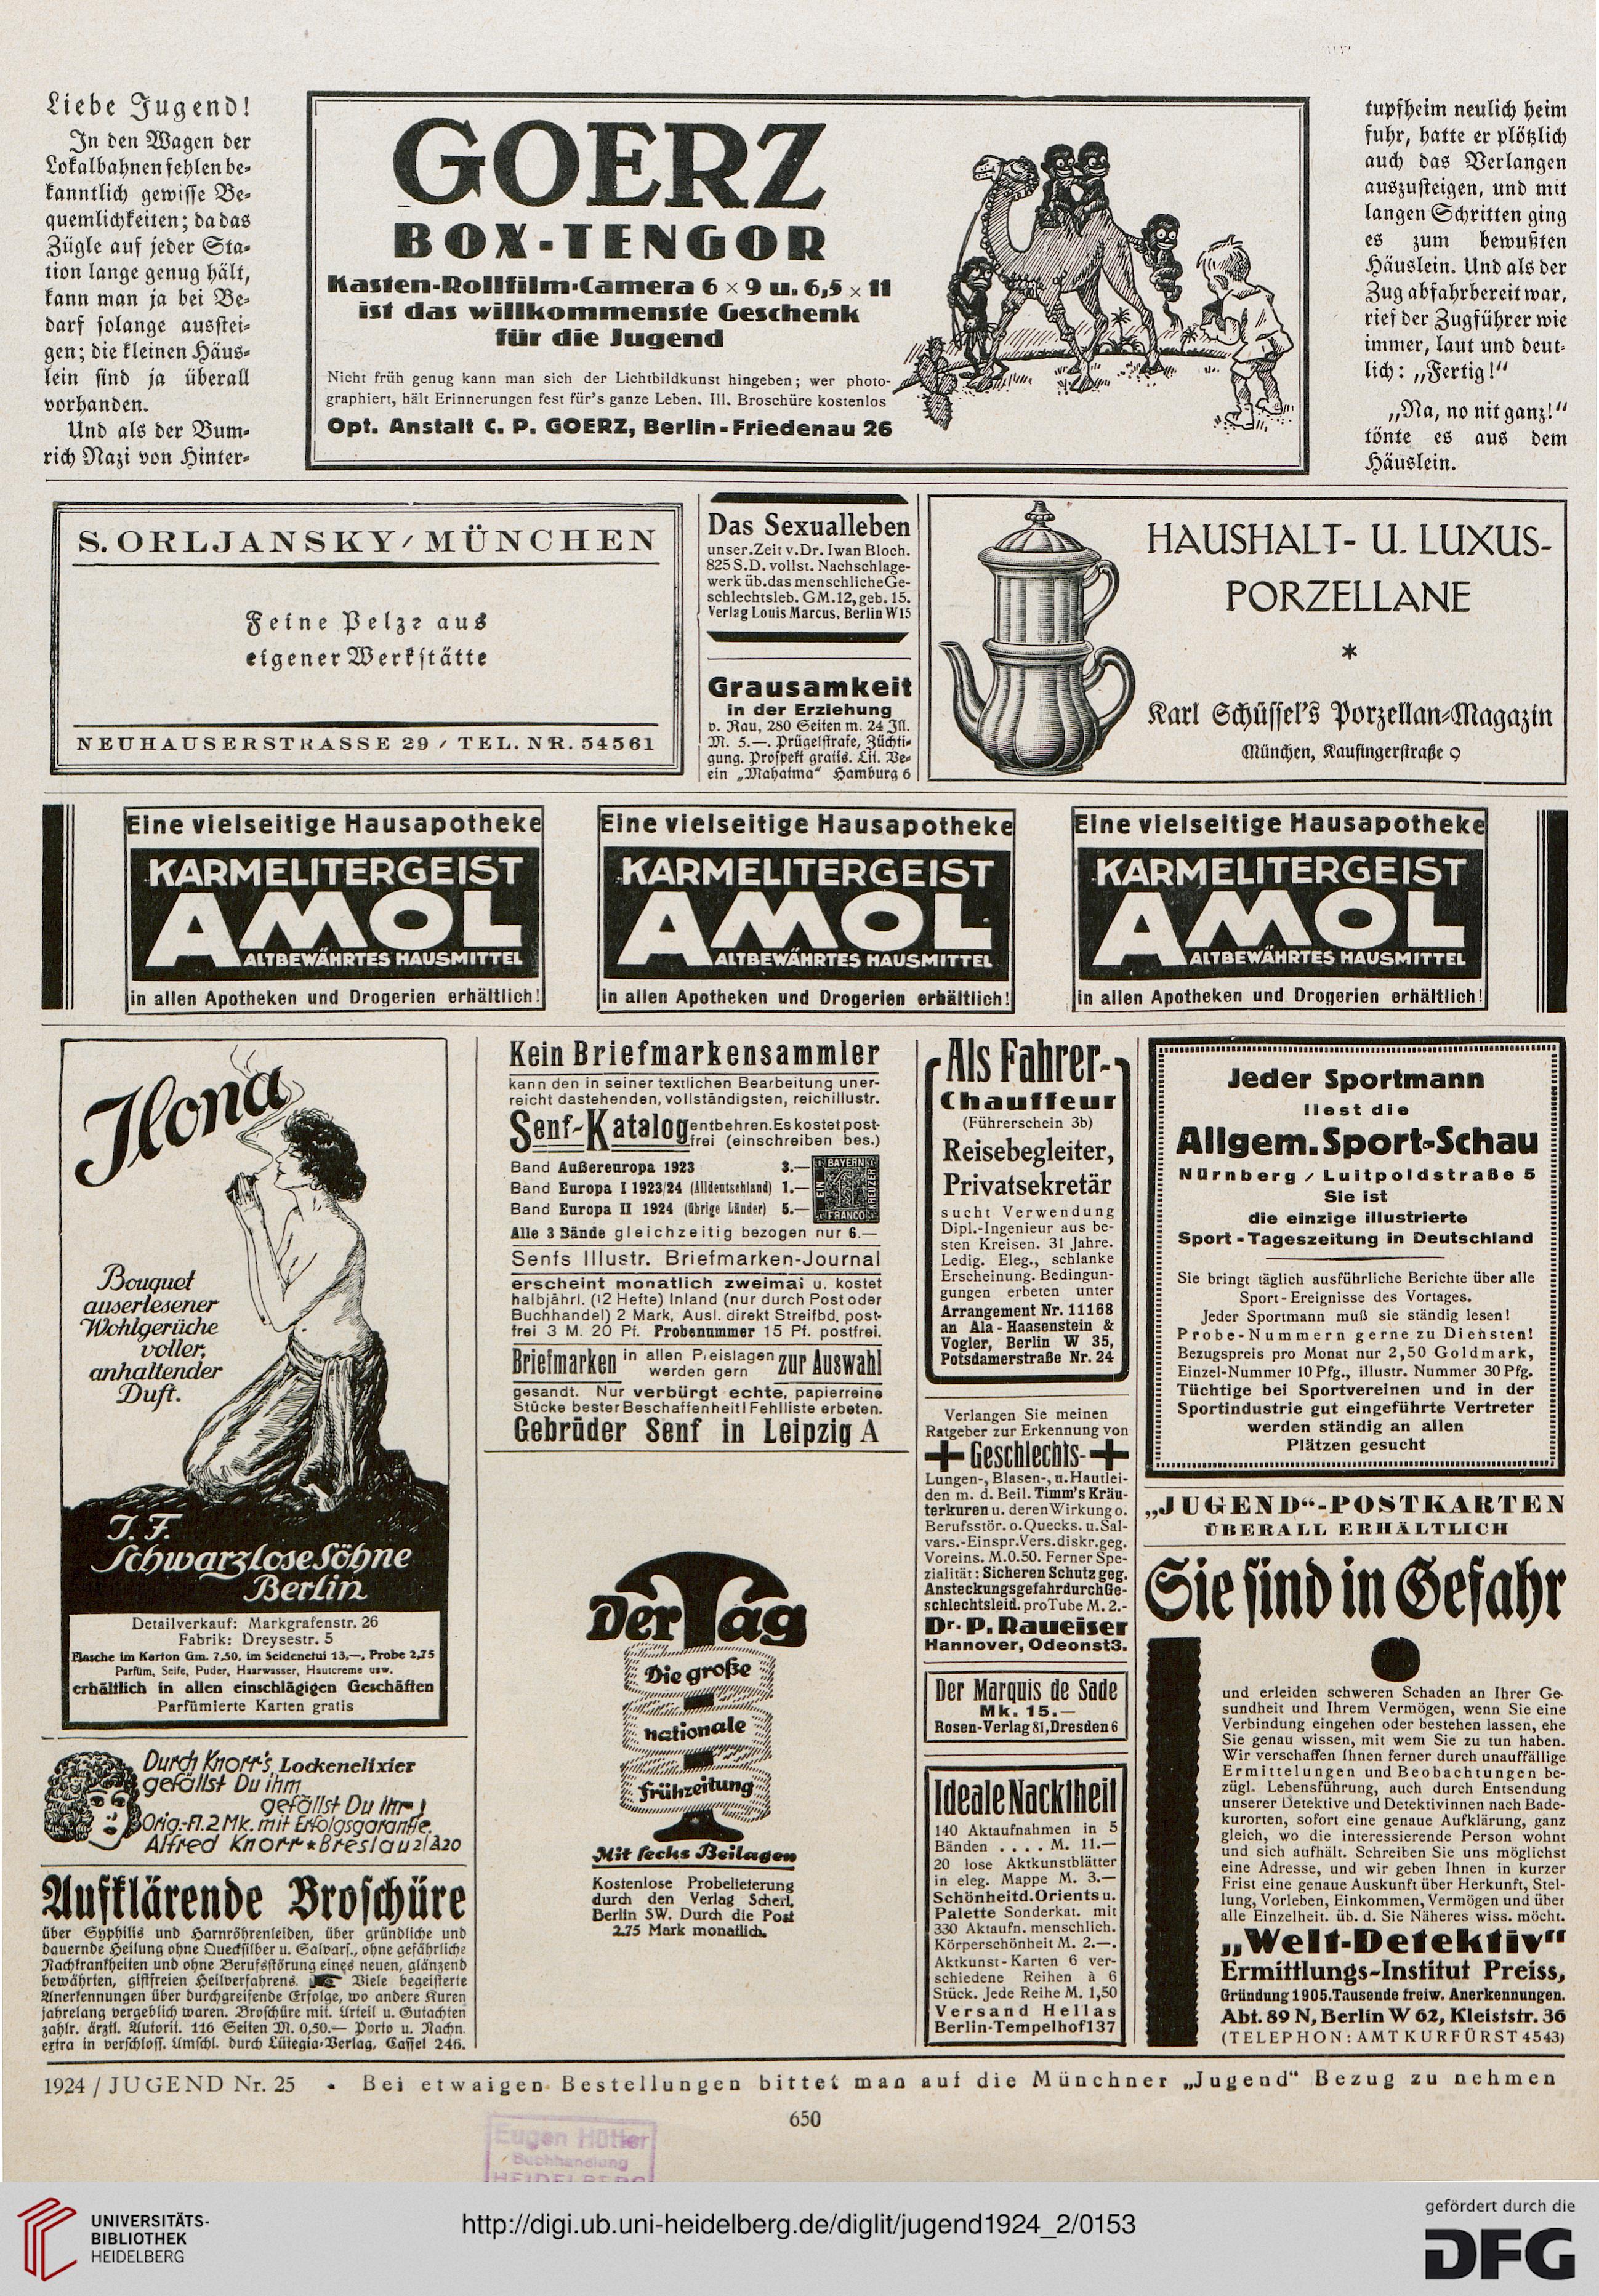 Liebe Jugend!
In den Wagen der
Lokalbahnen fehlen be-
kanntlich gewisse Be-
quemlichkeiten; da das
Zügle auf jeder Sta-
tion lange genug hält,
kann man ja bei Be-
darf solange ausstei-
gen; die kleinen Häus-
lein sind ja überall
vorhanden.
Und als der Bum-
rich Nazi von Hinter-
GOERZ
BOX-TENGOR
Kasten-Rollfilm-Camera 6 × 9 u. 6,5 × 11
ist das willkommenste Geschenk
für die Jugend
Nicht früh genug kann man sich der Lichtbildkunst hingeben; wer photo-
graphiert, hält Erinnerungen fest für's ganze Leben. Ill. Broschüre kostenlos
Opt. Anstalt C. P. GOERZ, Berlin-Friedenau 26
tupfheim neulich heim
fuhr, hatte er plötzlich
auch das Verlangen
auszusteigen, und mit
langen Schritten ging
es zum bewußten
Häuslein. Und als der
Zug abfahrbereit war,
rief der Zugführer wie
immer, laut und deut-
lich: „Fertig!"
„Na, no nit ganz!"
tönte es aus dem
Häuslein.
S. ORLJANSKY / MÜNCHEN
Feine Pelze aus
eigener Werkstätte
NEUHAUSERSTRASSE 29 / TEL. NR. 54561
Das Sexualleben
unser. Zeit v. Dr. Iwan Bloch.
825 S. D. vollst. Nachschlage-
werk üb. das menschliche Ge-
schlechtsleb. GM. 12, geb. 15.
Verlag Louis Marcus, Berlin W15
Grausamkeit
in der Erziehung
v. Rau, 280 Seiten m. 24 Ill.
M. 5.—. Prügelstrafe, Züchti-
gung. Prospekt gratis. Lit. Ve-
ein „Mahatma" Hamburg 6
HAUSHALT- U. LUXUS-
PORZELLANE
*
Karl Schüssel's Porzellan-Magazin
München, Kaufingerstraße 9
Eine vielseitige Hausapotheke
KARMELITERGEIST
AMOL
ALTBEWÄHRTES HAUSMITTEL
in allen Apotheken und Drogerien erhältlich!
Eine vielseitige Hausapotheke
KARMELITERGEIST
AMOL
ALTBEWÄHRTES HAUSMITTEL
in allen Apotheken und Drogerien erhältlich!
Eine vielseitige Hausapotheke
KARMELITERGEIST
AMOL
ALTBEWÄHRTES HAUSMITTEL
in allen Apotheken und Drogerien erhältlich!
Ilona
Bouquet
auserlesener
Wohlgerüche
voller,
anhaltender
Duft.
J. F.
Schwarzlose Söhne
Berlin
Detailverkauf: Markgrafenstr. 26
Fabrik: Dreysestr. 5
Flasche im Karton Gm. 7,50, im Seidenetui 13,—, Probe 2,75
Parfüm, Seife, Puder, Haarwasser, Hautcreme usw.
erhältlich in allen einschlägigen Geschäften
Parfümierte Karten gratis
Durch Knorr's Lockenelixier
gefällst Du ihm
gefällst Du Ihr!
Orig.-Fl. 2 Mk. mit Erfolgsgarantie.
Alfred Knorr * Breslau 2/A20
Aufklärende Broschüre
über Syphilis und Harnröhrenleiden, über gründliche und
dauernde Heilung ohne Quecksilber u. Salvars., ohne gefährliche
Nachkrankheiten und ohne Berufsstörung eines neuen, glänzend
bewährten, giftfreien Heilverfahrens. ☛ Viele begeisterte
Anerkennungen über durchgreifende Erfolge, wo andere Kuren
jahrelang vergeblich waren. Broschüre mit. Urteil u. Gutachten
zahlr. ärztl. Autorit. 116 Seiten M. 0,50.— Porto u. Nachn.
extra in verschloss. Umschl. durch Lütegia-Verlag, Cassel 246.
Kein Briefmarkensammler
kann den in seiner textlichen Bearbeitung uner-
reicht dastehenden, vollständigsten, reichillustr.
Senf-Katalog entbehren. Es kostet post-
frei (einschreiben bes.)
Band Außereuropa 1923 3.—
Band Europa I 1923/24 (Alldeutschland) 1.—
Band Europa II 1924 (übrige Länder) 5.—
BAYERN
EIN
KREUZER
FRANCO
Alle 3 Bände gleichzeitig bezogen nur 6.—
Senfs Illustr. Briefmarken-Journal
erscheint monatlich zweimal u. kostet
halbjährl. (12 Hefte) Inland (nur durch Post oder
Buchhandel) 2 Mark, Ausl. direkt Streifbd. post-
frei 3 M. 20 Pf. Probenummer 15 Pf. postfrei.
Briefmarken in allen Preislagen werden gern zur Auswahl
gesandt. Nur verbürgt echte, papierreine
Stücke bester Beschaffenheit! Fehlliste erbeten.
Gebrüder Senf in Leipzig A
Der Tag
Die große
nationale
Frühzeitung
Mit sechs Beilagen
Kostenlose Probelieferung
durch den Verlag Scherl,
Berlin SW. Durch die Post
2.75 Mark monatlich.
Als Fahrer-
Chauffeur
(Führerschein 3b)
Reisebegleiter,
Privatsekretär
sucht Verwendung
Dipl.-Ingenieur aus be-
sten Kreisen. 31 Jahre.
Ledig. Eleg., schlanke
Erscheinung. Bedingun-
gungen erbeten unter
Arrangement Nr. 11168
an Ala-Haasenstein &
Vogler, Berlin W 35,
Potsdamerstraße Nr. 24
Verlangen Sie meinen
Ratgeber zur Erkennung von
+ Geschlechts- +
Lungen-, Blasen-, u. Hautlei-
den m. d. Beil. Timm's Kräu-
terkuren u. deren Wirkung o.
Berufsstör. o. Quecks. u. Sal-
vars.-Einspr. Vers. diskr. geg.
Voreins. M. 0.50. Ferner Spe-
zialität: Sicheren Schutz geg.
Ansteckungsgefahr durch Ge-
schlechtsleid. pro Tube M. 2.-
Dr. P. Raueiser
Hannover, Odeonst3.
Der Marquis de Sade
Mk. 15.—
Rosen-Verlag 81, Dresden 6
Ideale Nacktheit
140 Aktaufnahmen in 5
Bänden . . . . M. 11.—
20 lose Aktkunstblätter
in eleg. Mappe M. 3.—
Schönheit d. Orients u.
Palette Sonderkat. mit
330 Aktaufn. menschlich.
Körperschönheit M. 2.—.
Aktkunst-Karten 6 ver-
schiedene Reihen à 6
Stück. Jede Reihe M. 1,50
Versand Hellas
Berlin-Tempelhof137
Jeder Sportmann
liest die
Allgem. Sport-Schau
Nürnberg / Luitpoldstraße 5
Sie ist
die einzige illustrierte
Sport-Tageszeitung in Deutschland
Sie bringt täglich ausführliche Berichte über alle
Sport-Ereignisse des Vortages.
Jeder Sportmann muß sie ständig lesen!
Probe-Nummern gerne zu Diensten!
Bezugspreis pro Monat nur 2,50 Goldmark,
Einzel-Nummer 10 Pfg., illustr. Nummer 30 Pfg.
Tüchtige bei Sportvereinen und in der
Sportindustrie gut eingeführte Vertreter
werden ständig an allen
Plätzen gesucht
„JUGEND"-POSTKARTEN
ÜBERALL ERHÄLTLICH
Sie sind in Gefahr
und erleiden schweren Schaden an Ihrer Ge-
sundheit und Ihrem Vermögen, wenn Sie eine
Verbindung eingehen oder bestehen lassen, ehe
Sie genau wissen, mit wem Sie zu tun haben.
Wir verschaffen Ihnen ferner durch unauffällige
Ermittelungen und Beobachtungen be-
zügl. Lebensführung, auch durch Entsendung
unserer Detektive und Detektivinnen nach Bade-
kurorten, sofort eine genaue Aufklärung, ganz
gleich, wo die interessierende Person wohnt
und sich aufhält. Schreiben Sie uns möglichst
eine Adresse, und wir geben Ihnen in kurzer
Frist eine genaue Auskunft über Herkunft, Stel-
lung, Vorleben, Einkommen, Vermögen und über
alle Einzelheit. üb. d. Sie Näheres wiss. möcht.
„Welt-Detektiv"
Ermittlungs-Institut Preiss,
Gründung 1905. Tausende freiw. Anerkennungen.
Abt. 89 N, Berlin W 62, Kleiststr. 36
(TELEPHON: AMT KURFÜRST 4543)
1924 / JUGEND Nr. 25 • Bei etwaigen Bestellungen bittet man auf die Münchner „Jugend" Bezug zu nehmen
650
Eugen Hütter
Buchhandlung
HEIDELBERG
UNIVERSITÄTS-
BIBLIOTHEK
HEIDELBERG
http://digi.ub.uni-heidelberg.de/diglit/jugend1924_2/0153
gefördert durch die
DFG